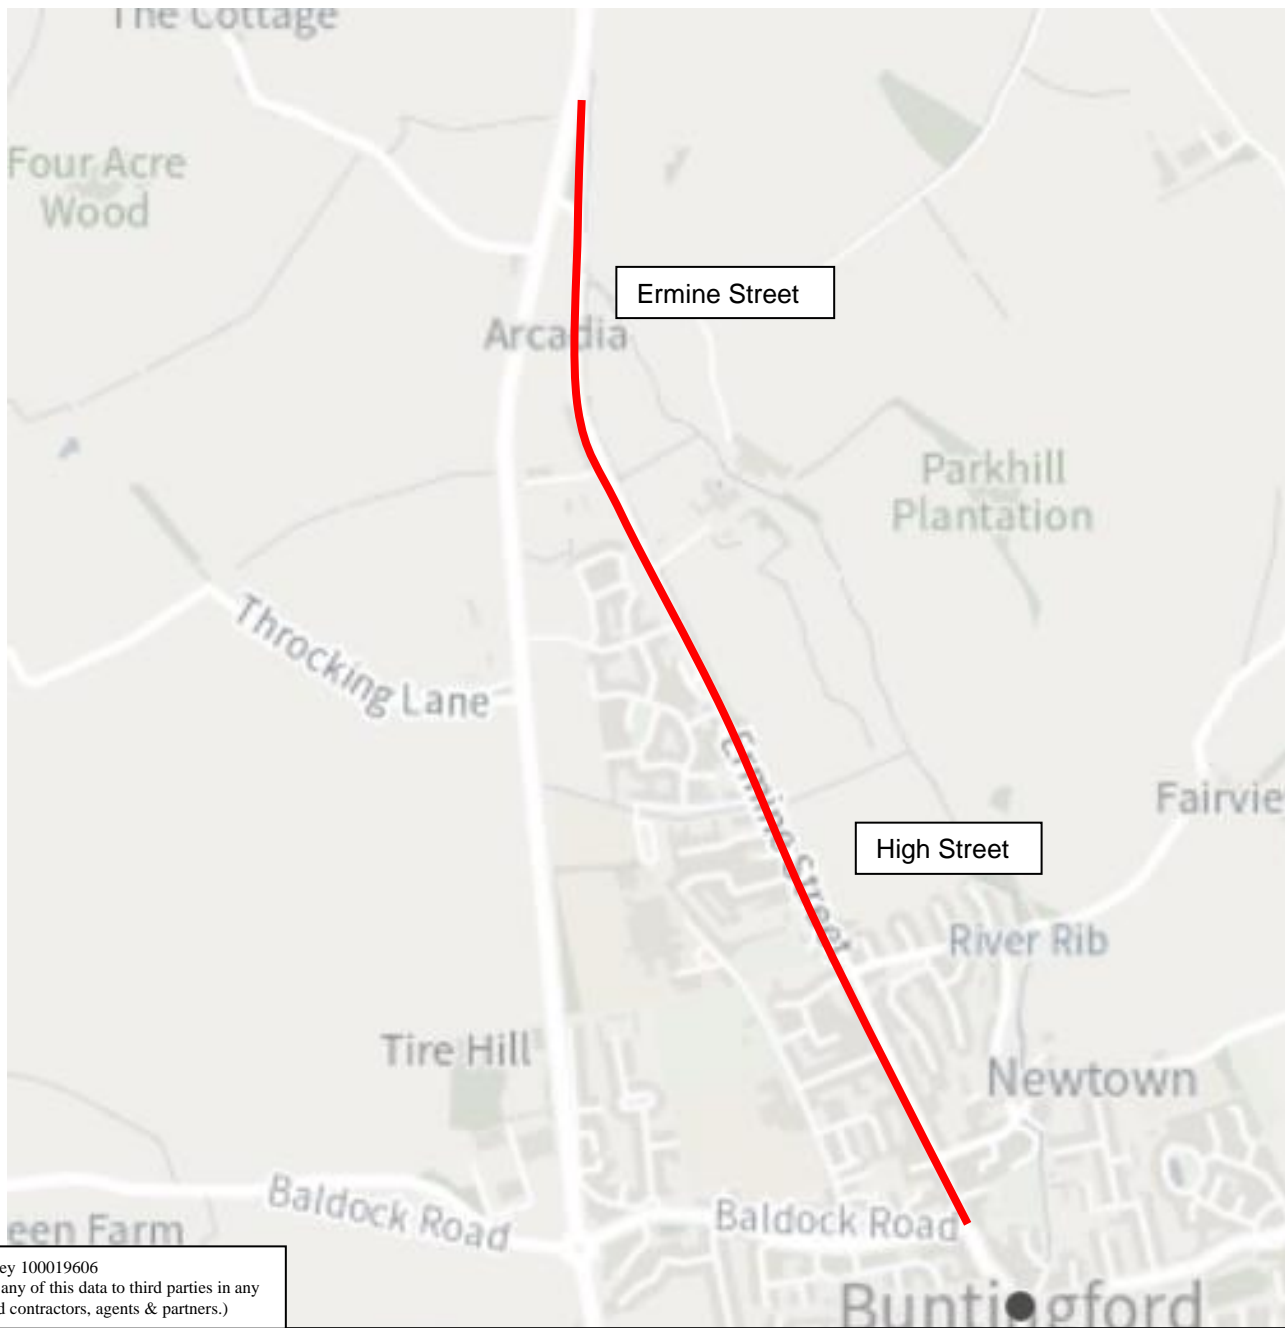 The Cottage
Four Acre
Wood
Ermine Street
Arcadia
Parkhill
Plantation
Throcking Lane
Ermine Street
Fairvie
High Street
River Rib
Tire Hill
Newtown
Baldock Road
Baldock Road
een Farm
ey 100019606
any of this data to third parties in any
d contractors, agents & partners.)
Buntingford